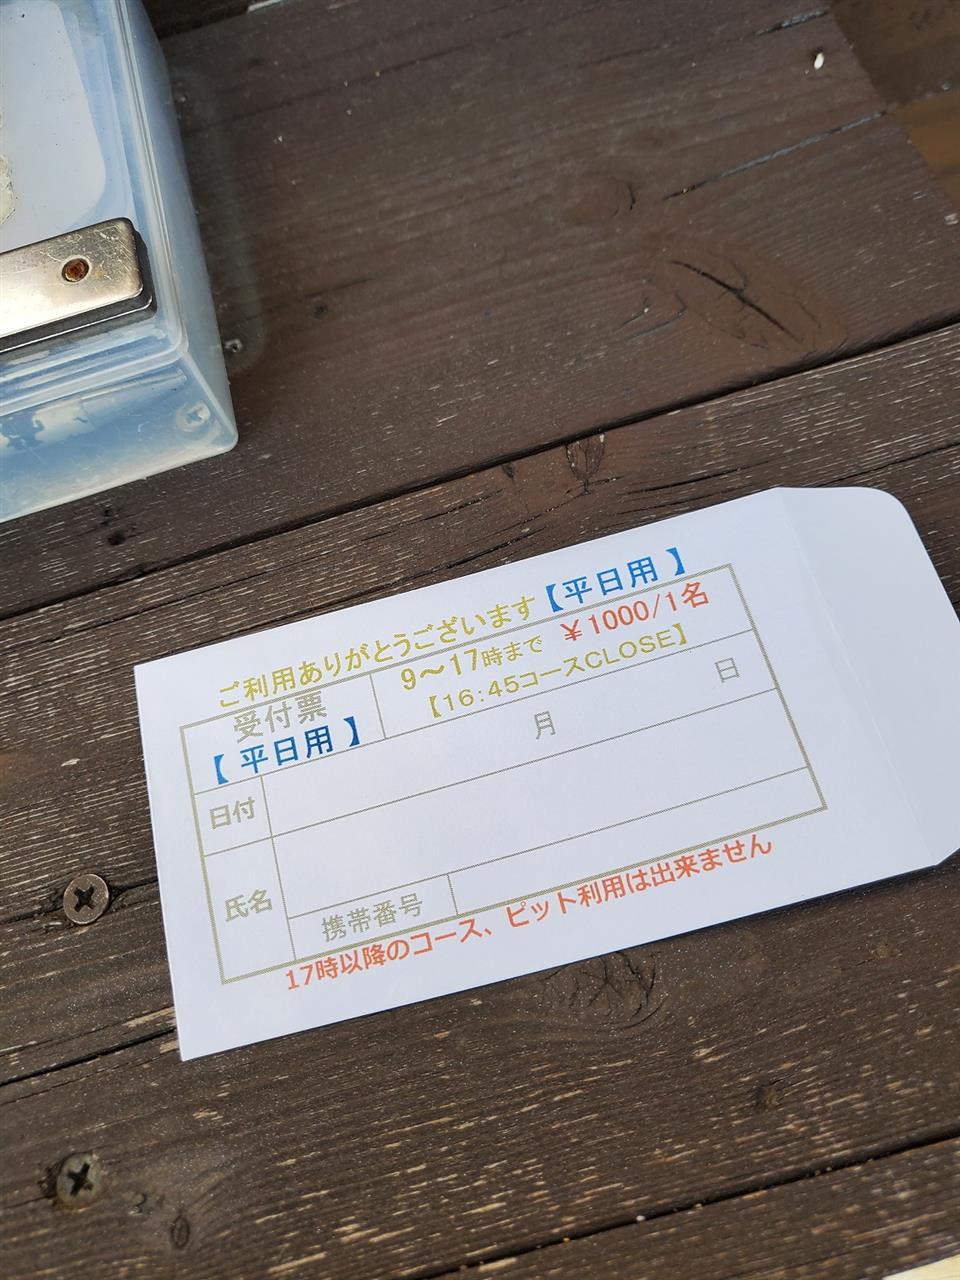 ご利用ありがとうございます【平日用】
受付票
【平日用】
9～17時まで ￥1000/1名
【16:45コースCLOSE】
日付
月 日
氏名
携帯番号
17時以降のコース、ピット利用は出来ません